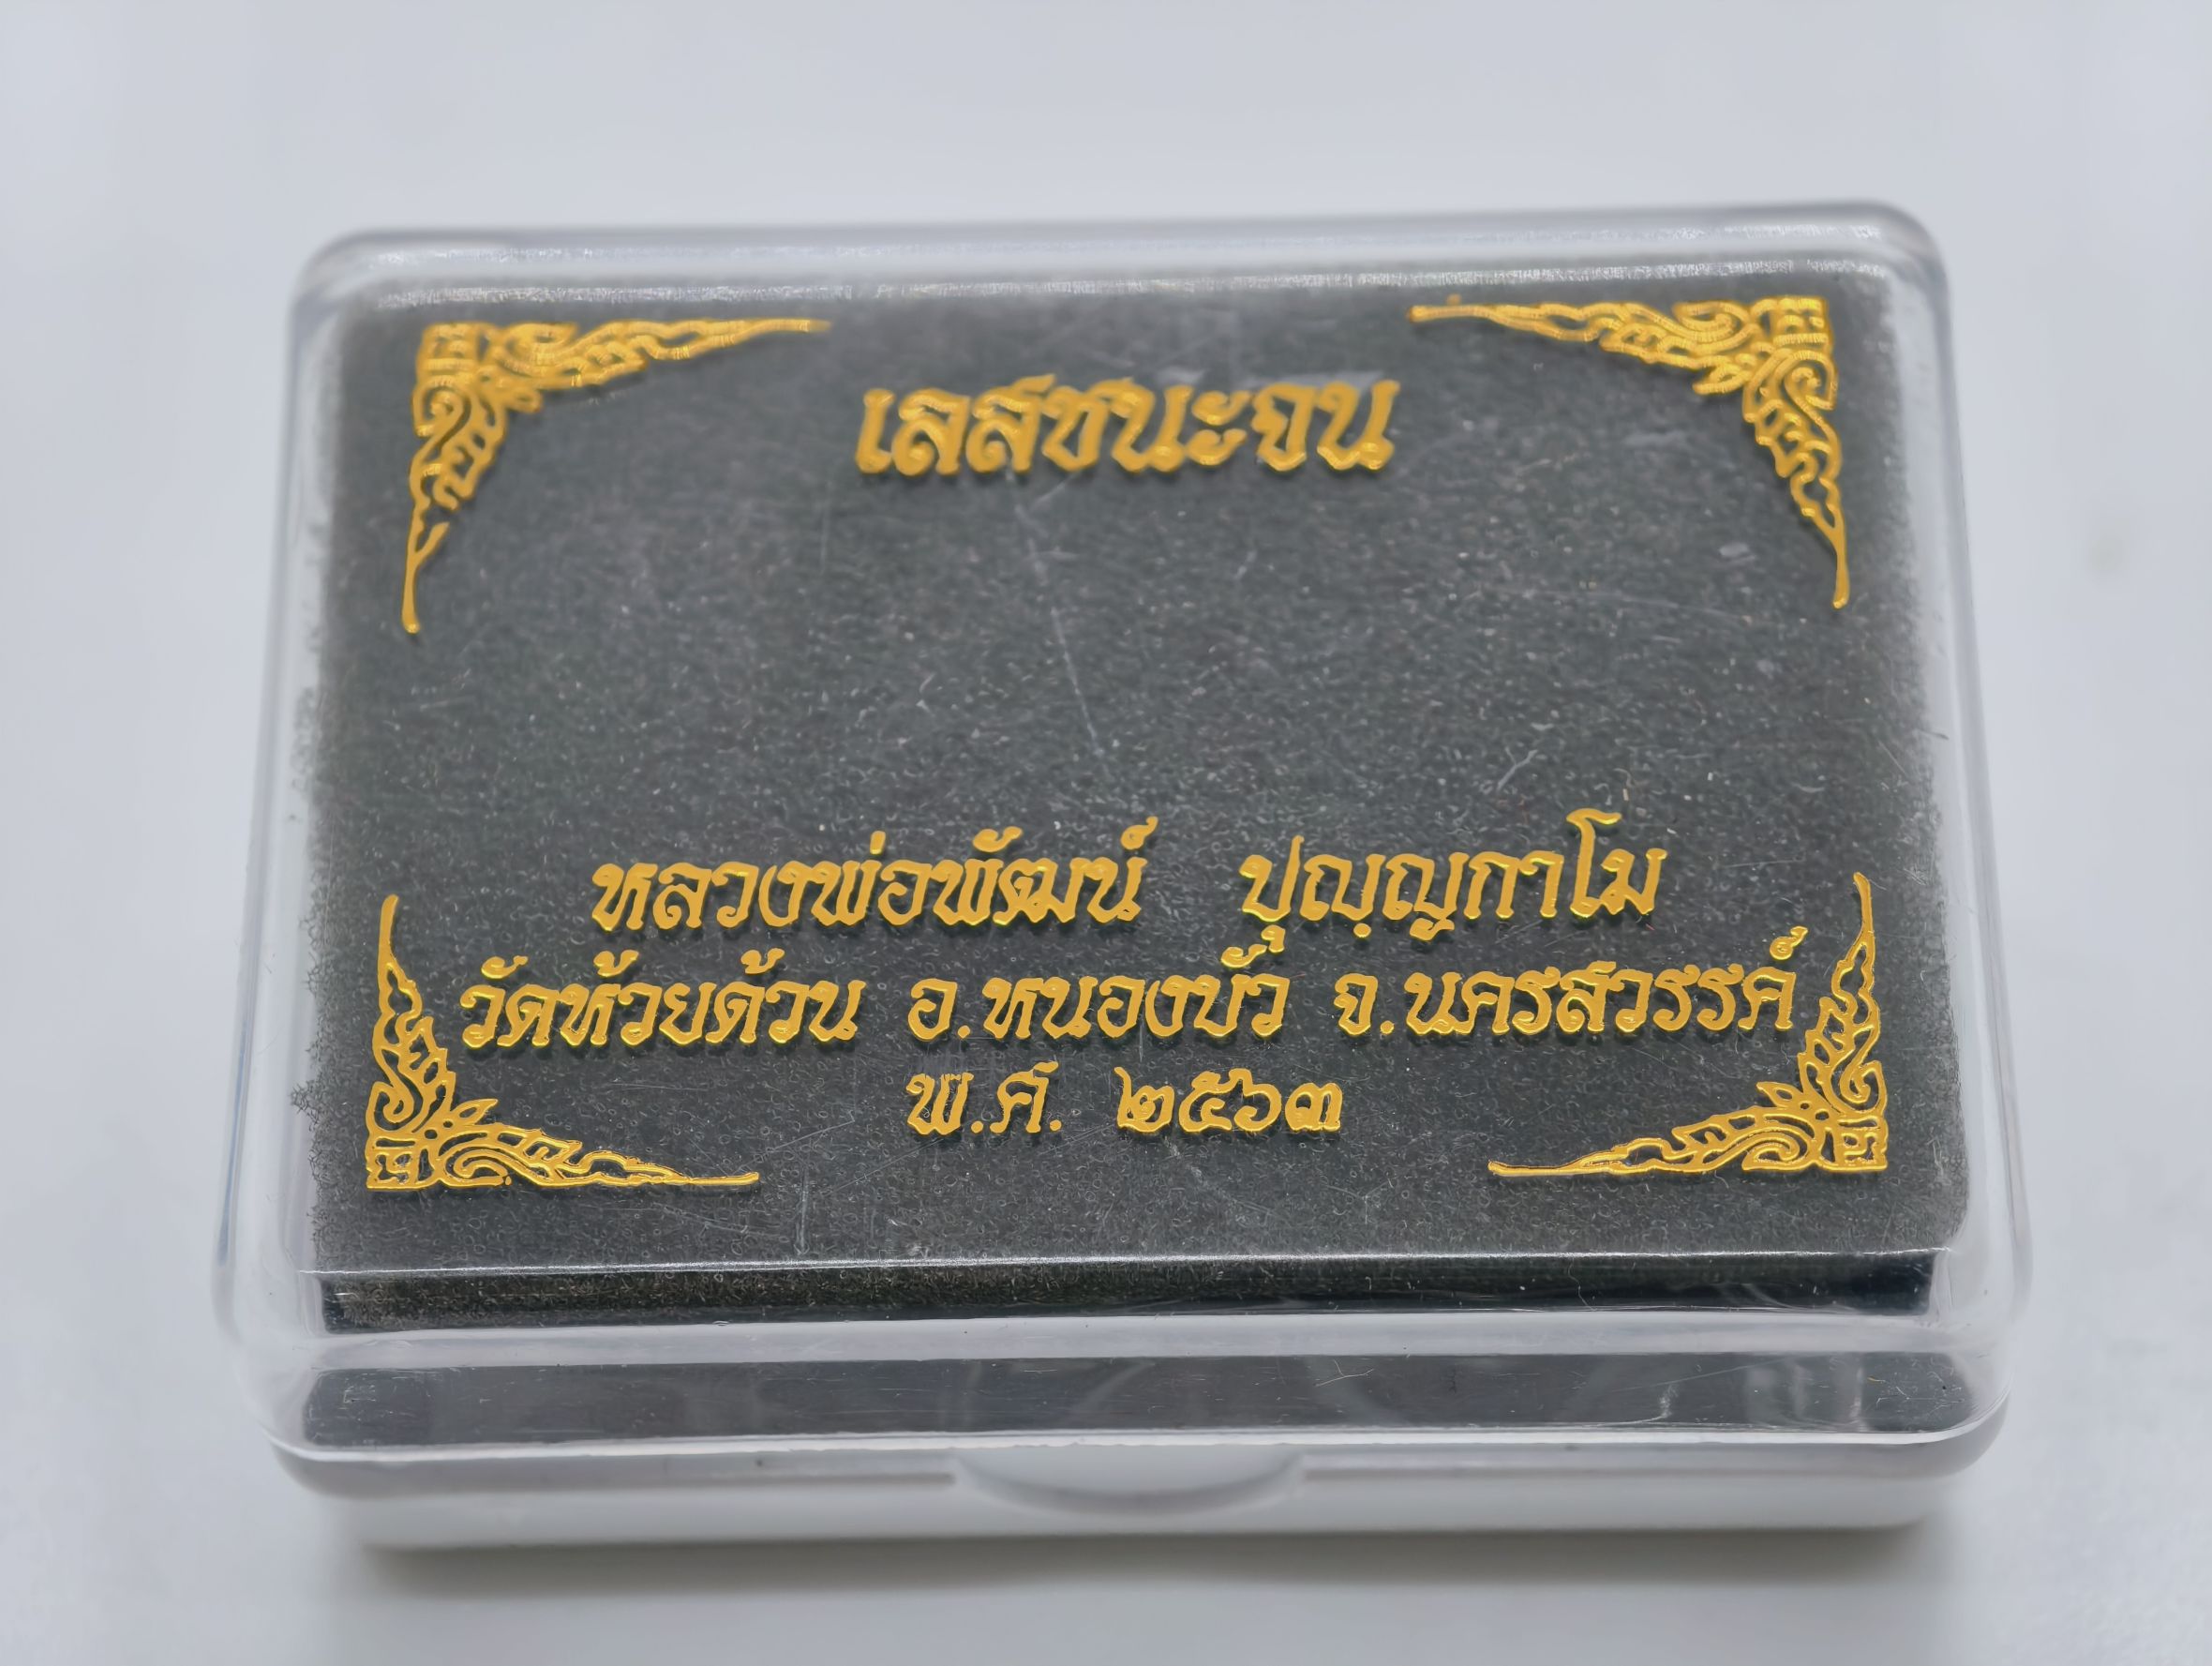 เลสชนะจน
หลวงพ่อพัฒน์ ปุญฺญกาโม
วัดห้วยด้วน อ.หนองบัว จ.นครสวรรค์
พ.ศ. ๒๕๖๓